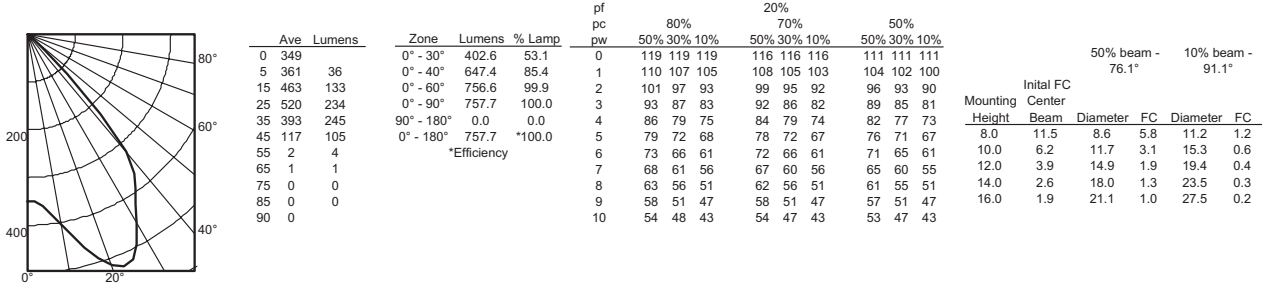 80°
60°
40°
200
400
0°
20°
Ave Lumens
0 349
5 361 36
15 463 133
25 520 234
35 393 245
45 117 105
55 2 4
65 1 1
75 0 0
85 0 0
90 0
Zone Lumens % Lamp
0° - 30° 402.6 53.1
0° - 40° 647.4 85.4
0° - 60° 756.6 99.9
0° - 90° 757.7 100.0
90° - 180° 0.0 0.0
0° - 180° 757.7 *100.0
*Efficiency
pf 20%
pc 80% 70% 50%
pw 50% 30% 10% 50% 30% 10% 50% 30% 10%
0 119 119 119 116 116 116 111 111 111
1 110 107 105 108 105 103 104 102 100
2 101 97 93 99 95 92 96 93 90
3 93 87 83 92 86 82 89 85 81
4 86 79 75 84 79 74 82 77 73
5 79 72 68 78 72 67 76 71 67
6 73 66 61 72 66 61 71 65 61
7 68 61 56 67 60 56 65 60 55
8 63 56 51 62 56 51 61 55 51
9 58 51 47 58 51 47 57 51 47
10 54 48 43 54 47 43 53 47 43
50% beam - 10% beam -
76.1° 91.1°
Inital FC
Mounting Center
Height Beam Diameter FC Diameter FC
8.0 11.5 8.6 5.8 11.2 1.2
10.0 6.2 11.7 3.1 15.3 0.6
12.0 3.9 14.9 1.9 19.4 0.4
14.0 2.6 18.0 1.3 23.5 0.3
16.0 1.9 21.1 1.0 27.5 0.2